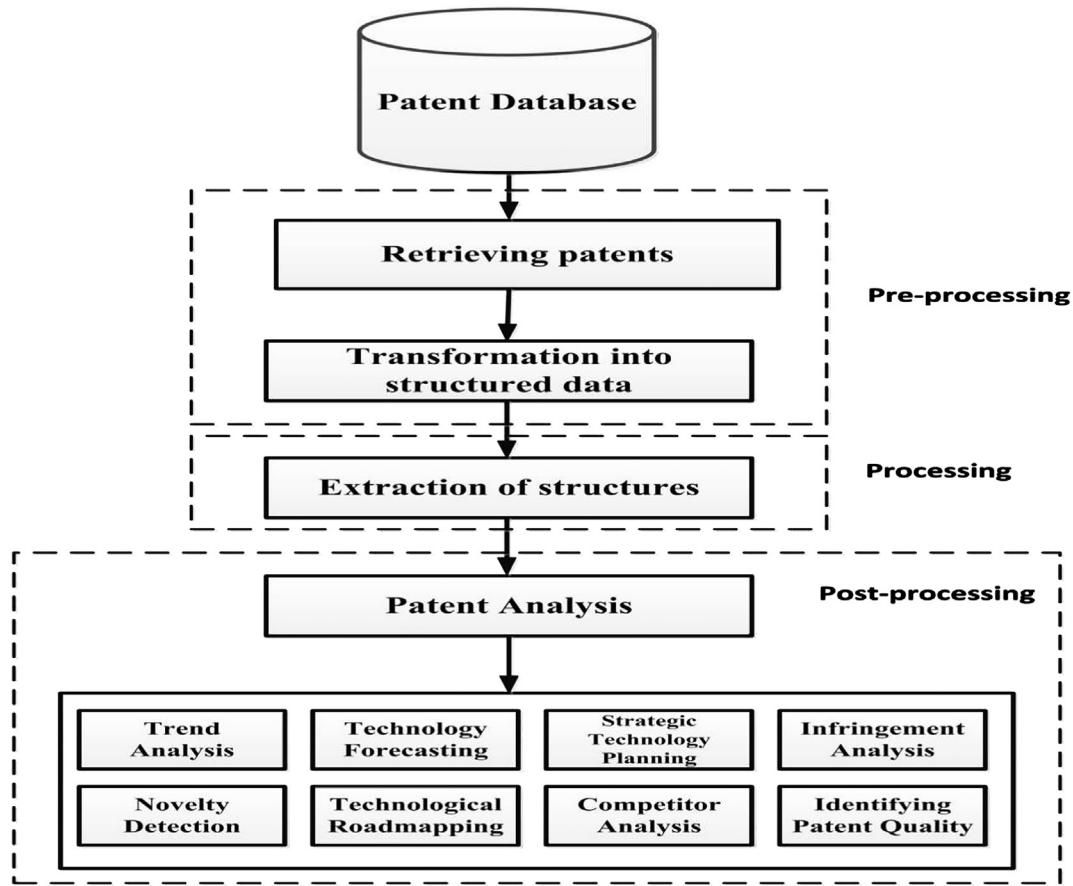 Patent Database
Retrieving patents
Pre-processing
Transformation into
structured data
Processing
Extraction of structures
Post-processing
Patent Analysis
Trend
Analysis
Technology
Forecasting
Strategic
Technology
Planning
Infringement
Analysis
Novelty
Detection
Technological
Roadmapping
Competitor
Analysis
Identifying
Patent Quality